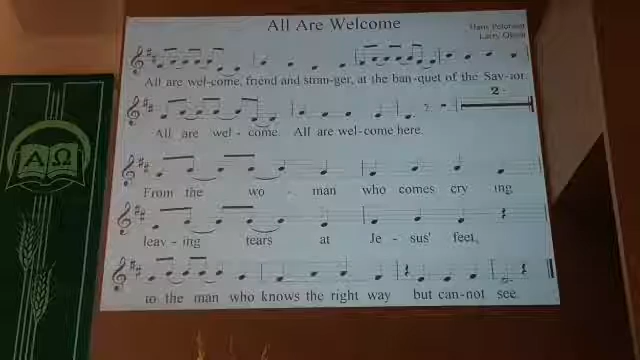 All Are Welcome
Larry Olson
All are wel-come, friend and stran-ger, at the ban-quet of the Sav-ior.
2
All are wel - come. All are wel-come here.
From the wo - man who comes cry ing
leav - ing tears at Je - sus' feet,
to the man who knows the right way but can-not see.
Α Ω